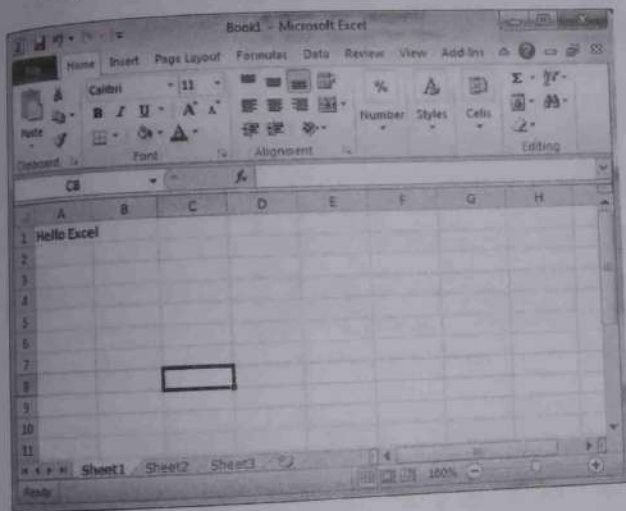 Book1 - Microsoft Excel
File Home Insert Page Layout Formulas Data Review View Add-Ins
Calibri 11 % A Σ
Paste B I U A A Number Styles Cells
A
Clipboard Font Alignment Editing
C8 fx
A B C D E F G H
1 Hello Excel
2
3
4
5
6
7
8
9
10
11
Sheet1 Sheet2 Sheet3
Ready 100%